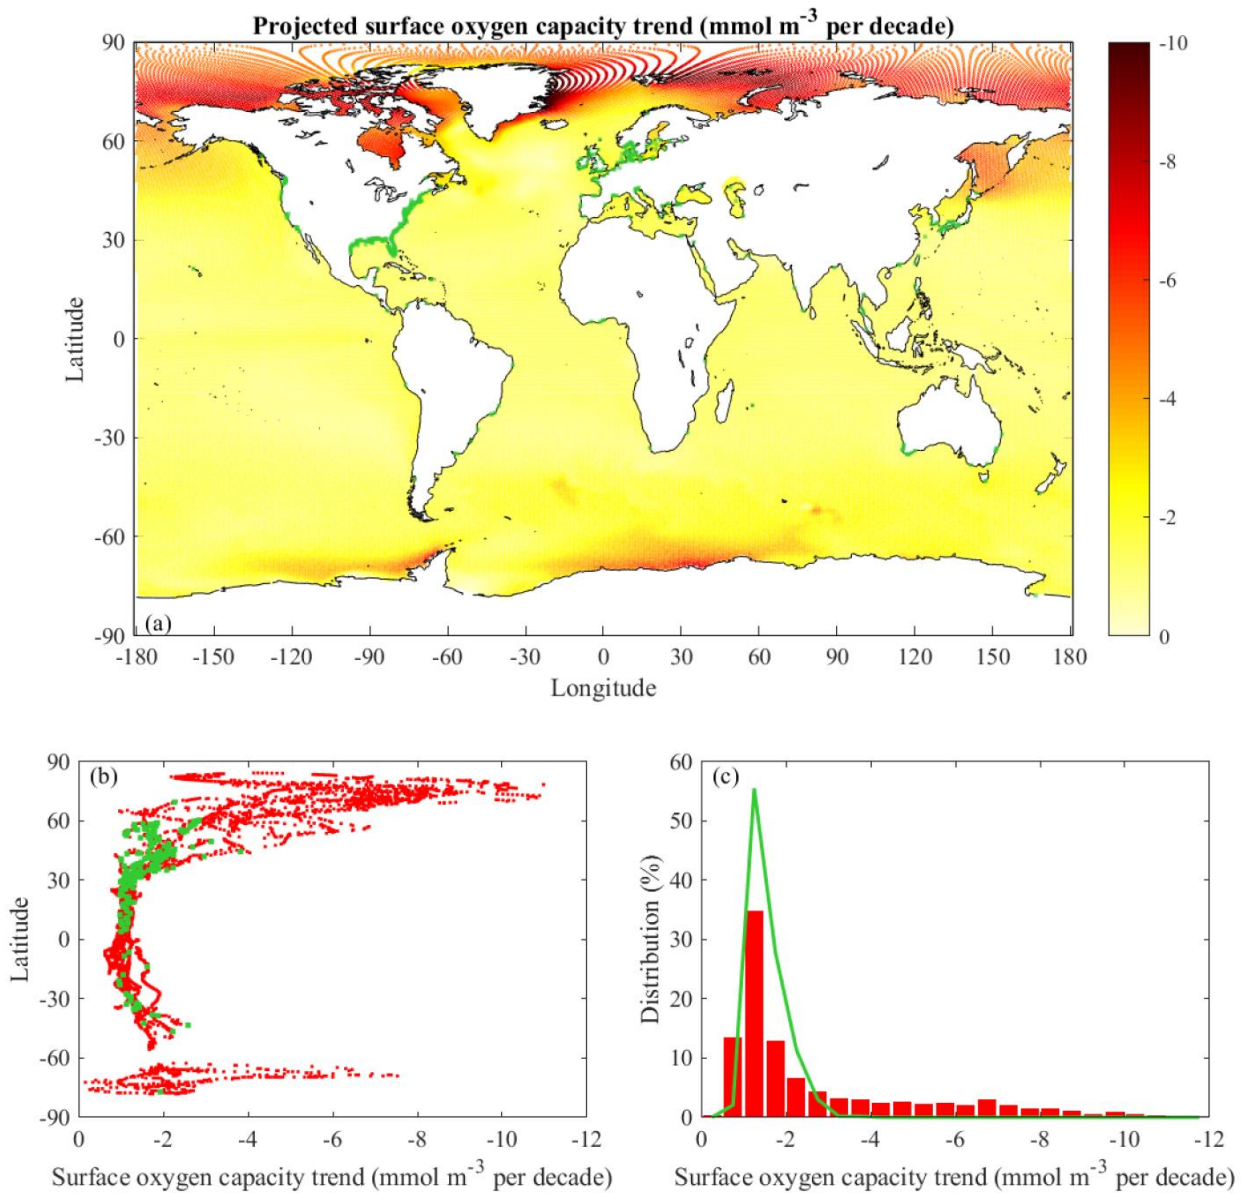 Projected surface oxygen capacity trend (mmol m-3 per decade)
90
60
30
0
-30
-60
-90
Latitude
(a)
-180 -150 -120 -90 -60 -30 0 30 60 90 120 150 180
Longitude
-10
-8
-6
-4
-2
0
(b)
90
60
30
0
-30
-60
-90
Latitude
0 -2 -4 -6 -8 -10 -12
Surface oxygen capacity trend (mmol m-3 per decade)
(c)
60
50
40
30
20
10
0
Distribution (%)
0 -2 -4 -6 -8 -10 -12
Surface oxygen capacity trend (mmol m-3 per decade)